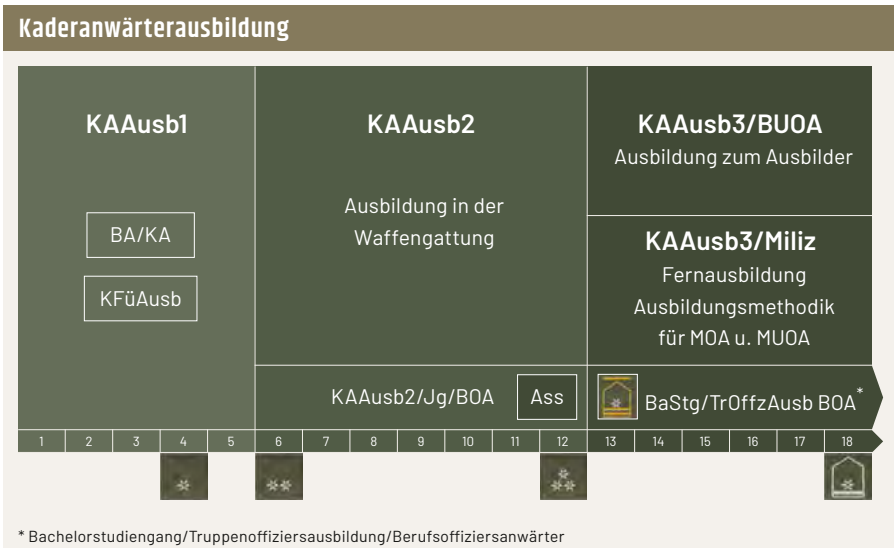 Kaderanwärterausbildung
KAAusb1
BA/KA
KFüAusb
KAAusb2
Ausbildung in der
Waffengattung
KAAusb2/Jg/BOA
Ass
KAAusb3/BUOA
Ausbildung zum Ausbilder
KAAusb3/Miliz
Fernausbildung
Ausbildungsmethodik
für MOA u. MUOA
BaStg/TrOffzAusb BOA*
1 2 3 4 5 6 7 8 9 10 11 12 13 14 15 16 17 18
* Bachelorstudiengang/Truppenoffiziersausbildung/Berufsoffiziersanwärter